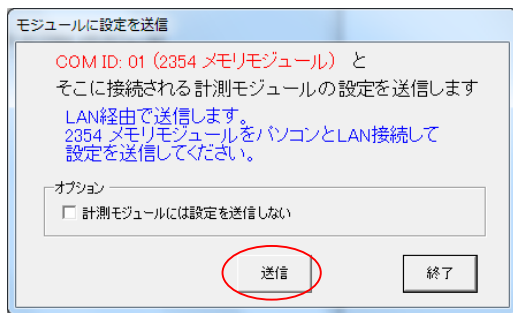 モジュールに設定を送信
COM ID: 01 (2354 メモリモジュール) と
そこに接続される計測モジュールの設定を送信します
LAN経由で送信します。
2354 メモリモジュールをパソコンとLAN接続して
設定を送信してください。
オプション
計測モジュールには設定を送信しない
送信
終了